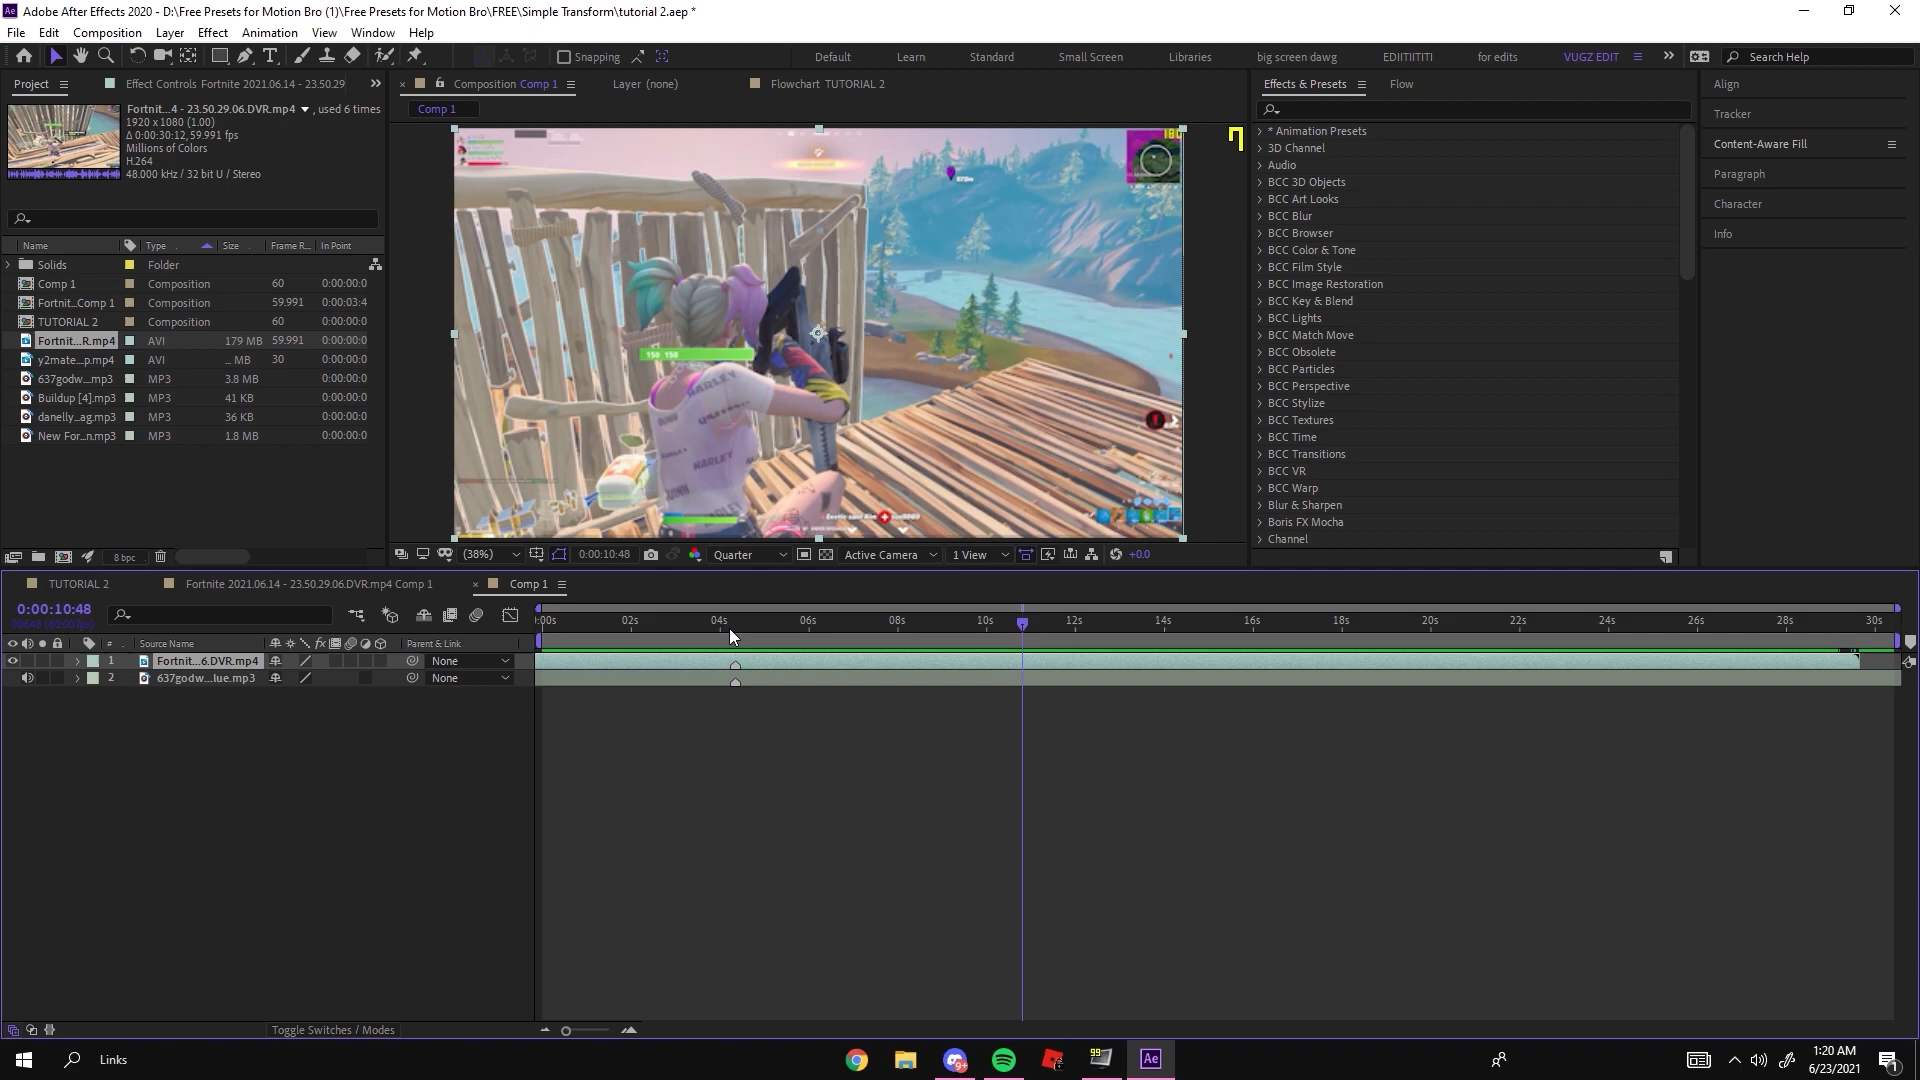 Adobe After Effects 2020 - D:\Free Presets for Motion Bro (1)\Free Presets for Motion Bro\FREE\Simple Transform\tutorial 2.aep *
File Edit Composition Layer Effect Animation View Window Help
Snapping Default Learn Standard Small Screen Libraries big screen dawg EDIITIITITI for edits VUGZ EDIT Search Help
Project Effect Controls Fortnite 2021.06.14 - 23.50.29
Composition Comp 1 Layer (none) Flowchart TUTORIAL 2
Effects & Presets Flow
Comp 1
Fortnit...4 - 23.50.29.06.DVR.mp4 , used 6 times
1920 x 1080 (1.00)
Δ 0:00:30:12, 59.991 fps
Millions of Colors
H.264
48.000 kHz / 32 bit U / Stereo
Name Type Size Frame R... In Point
Solids Folder
Comp 1 Composition 60 0:00:00:0
Fortnit...Comp 1 Composition 59.991 0:00:03:4
TUTORIAL 2 Composition 60 0:00:00:0
Fortnit...R.mp4 AVI 179 MB 59.991 0:00:00:0
y2mate...p.mp4 AVI ... MB 30 0:00:00:0
637godw...mp3 MP3 3.8 MB 0:00:00:0
Buildup [4].mp3 MP3 41 KB 0:00:00:0
danelly...ag.mp3 MP3 36 KB 0:00:00:0
New For...n.mp3 MP3 1.8 MB 0:00:00:0
8 bpc
150 150
HARLEY
HARLEY
(38%) 0:00:10:48 Quarter Active Camera 1 View +0.0
* Animation Presets
3D Channel
Audio
BCC 3D Objects
BCC Art Looks
BCC Blur
BCC Browser
BCC Color & Tone
BCC Film Style
BCC Image Restoration
BCC Key & Blend
BCC Lights
BCC Match Move
BCC Obsolete
BCC Particles
BCC Perspective
BCC Stylize
BCC Textures
BCC Time
BCC Transitions
BCC VR
BCC Warp
Blur & Sharpen
Boris FX Mocha
Channel
Align
Tracker
Content-Aware Fill
Paragraph
Character
Info
TUTORIAL 2 Fortnite 2021.06.14 - 23.50.29.06.DVR.mp4 Comp 1 Comp 1
0:00:10:48
00648 (60.00 fps)
:00s 02s 04s 06s 08s 10s 12s 14s 16s 18s 20s 22s 24s 26s 28s 30s
# Source Name fx Parent & Link
1 Fortnit...6.DVR.mp4 None
2 637godw...lue.mp3 None
Toggle Switches / Modes
Links
9+
99
Ae
1:20 AM
6/23/2021
1